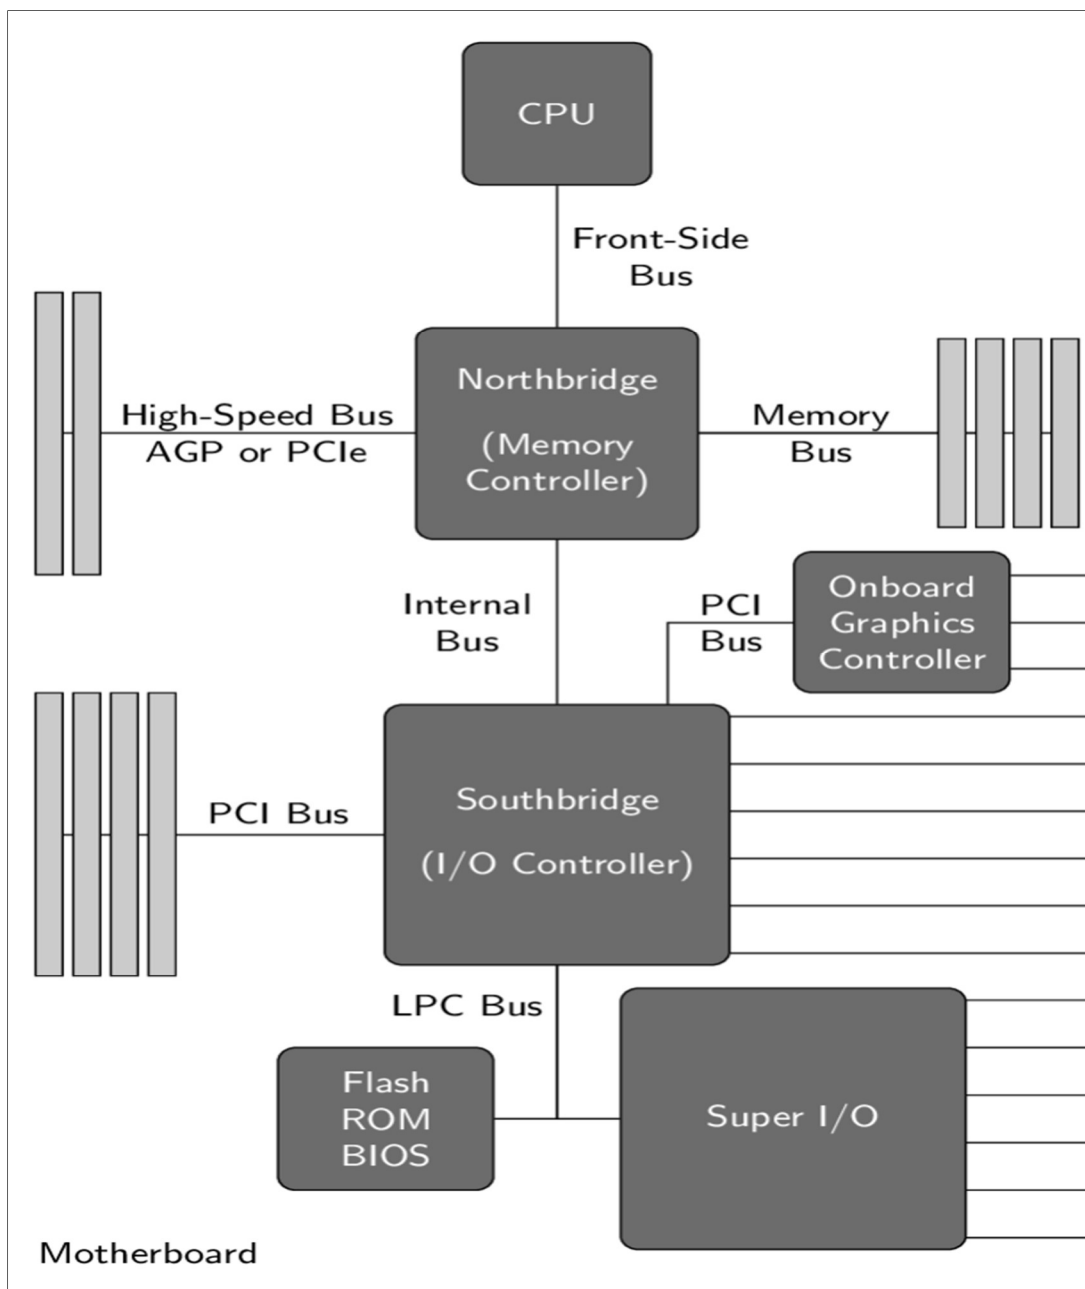 CPU
Front-Side
Bus
Northbridge
(Memory
Controller)
High-Speed Bus
AGP or PCIe
Memory
Bus
Internal
Bus
PCI
Bus
Onboard
Graphics
Controller
Southbridge
(I/O Controller)
PCI Bus
LPC Bus
Flash
ROM
BIOS
Super I/O
Motherboard